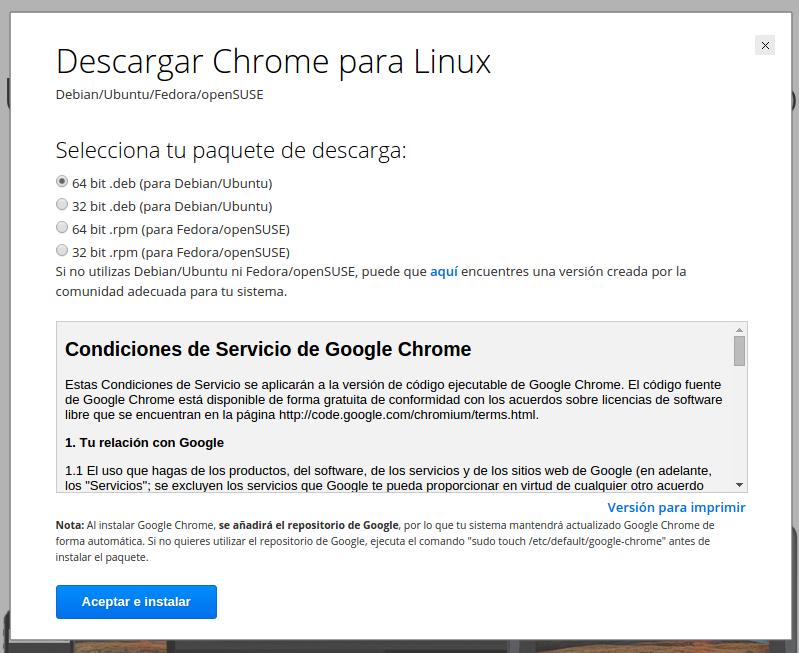 Descargar Chrome para Linux
Debian/Ubuntu/Fedora/openSUSE
Selecciona tu paquete de descarga:
64 bit .deb (para Debian/Ubuntu)
32 bit .deb (para Debian/Ubuntu)
64 bit .rpm (para Fedora/openSUSE)
32 bit .rpm (para Fedora/openSUSE)
Si no utilizas Debian/Ubuntu ni Fedora/openSUSE, puede que aquí encuentres una versión creada por la
comunidad adecuada para tu sistema.
Condiciones de Servicio de Google Chrome
Estas Condiciones de Servicio se aplicarán a la versión de código ejecutable de Google Chrome. El código fuente
de Google Chrome está disponible de forma gratuita de conformidad con los acuerdos sobre licencias de software
libre que se encuentran en la página http://code.google.com/chromium/terms.html.
1. Tu relación con Google
1.1 El uso que hagas de los productos, del software, de los servicios y de los sitios web de Google (en adelante,
los "Servicios"; se excluyen los servicios que Google te pueda proporcionar en virtud de cualquier otro acuerdo
Versión para imprimir
Nota: Al instalar Google Chrome, se añadirá el repositorio de Google, por lo que tu sistema mantendrá actualizado Google Chrome de
forma automática. Si no quieres utilizar el repositorio de Google, ejecuta el comando "sudo touch /etc/default/google-chrome" antes de
instalar el paquete.
Aceptar e instalar